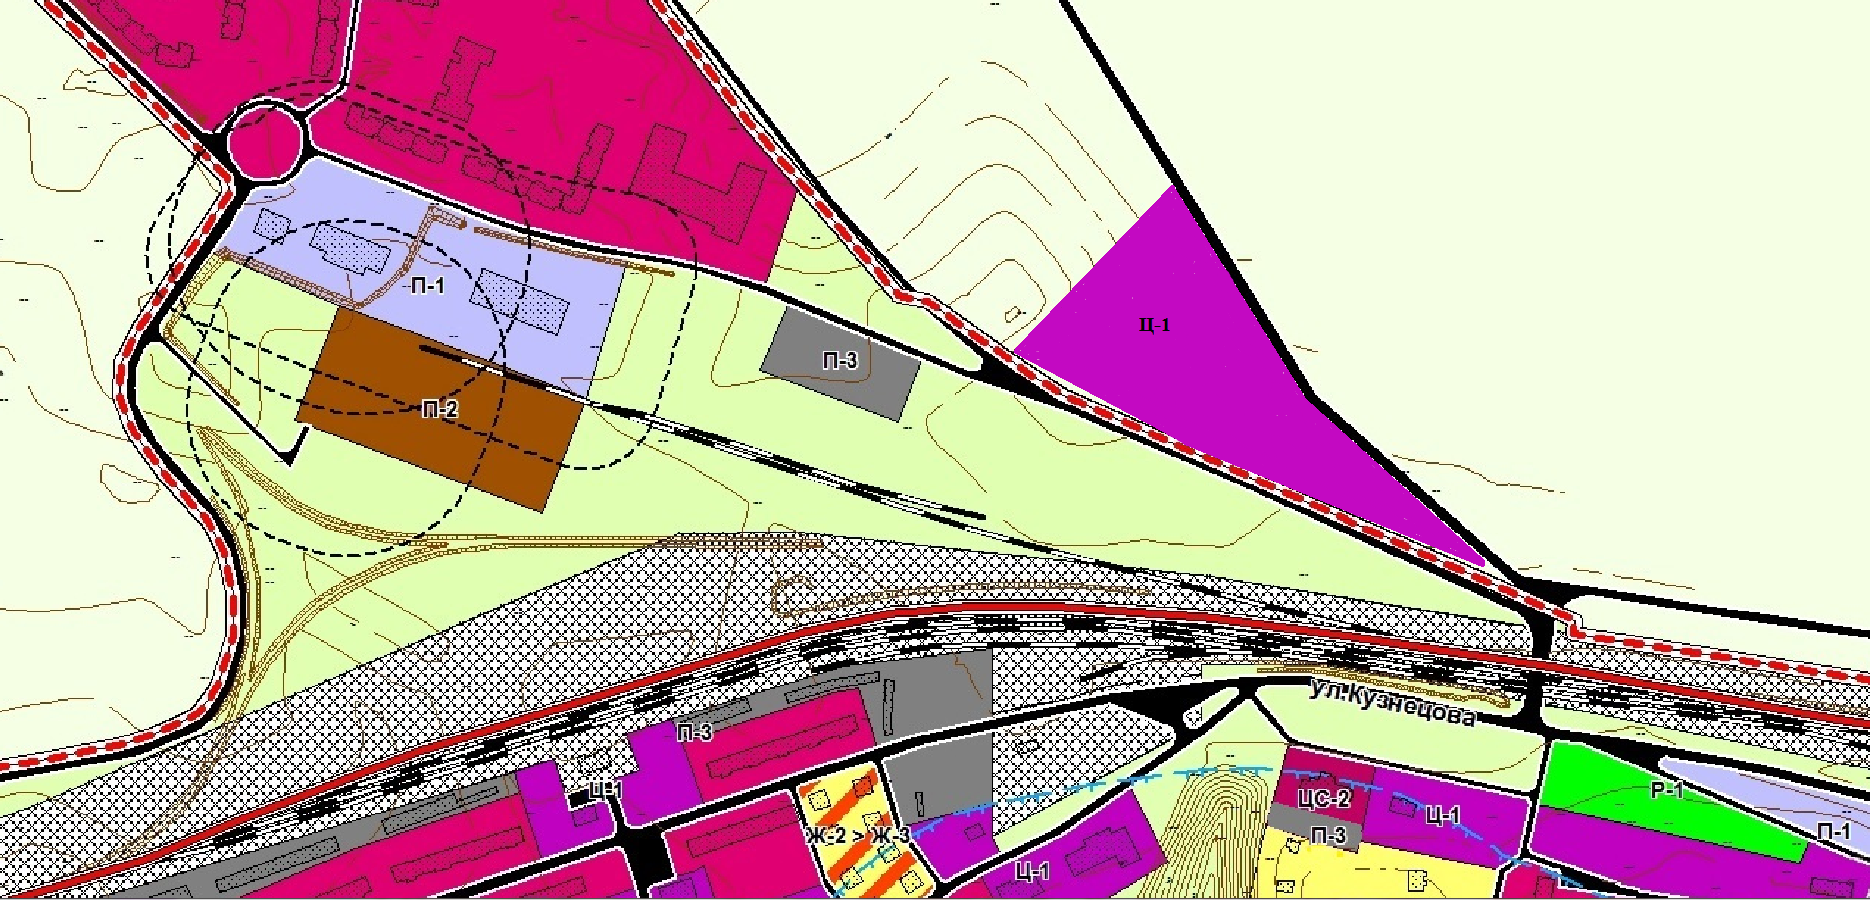 П-1
Ц-1
П-3
П-2
ул.Кузнецова
П-3
Ц-1
Р-1
ЦС-2
Ц-1
П-1
Ж-2 > Ж-3
П-3
Ц-1